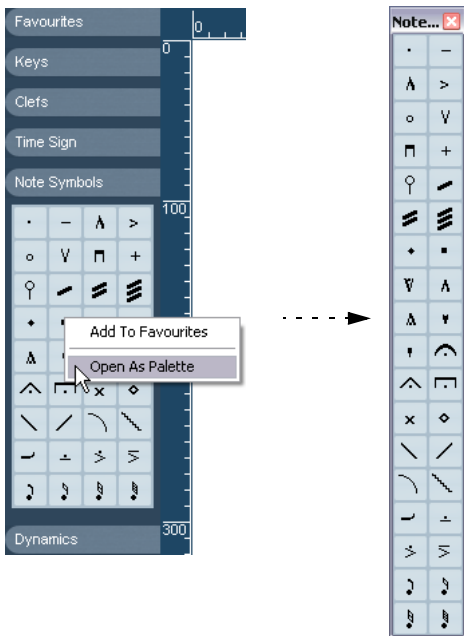 Favourites
0
0
Keys
Clefs
Time Sign
Note Symbols
100
Add To Favourites
Open As Palette
Dynamics
300
Note...